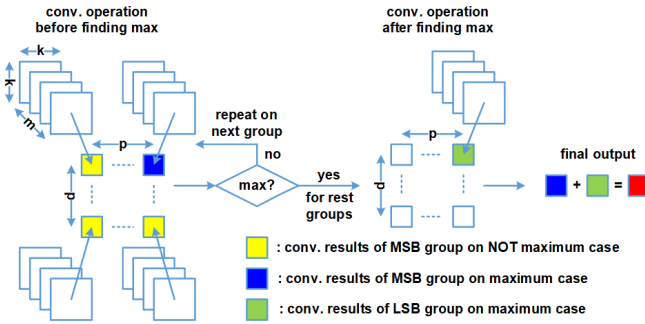 conv. operation
before finding max
conv. operation
after finding max
k
k
m
p
p
repeat on
next group
no
max?
yes
for rest
groups
p
p
final output
+
=
: conv. results of MSB group on NOT maximum case
: conv. results of MSB group on maximum case
: conv. results of LSB group on maximum case